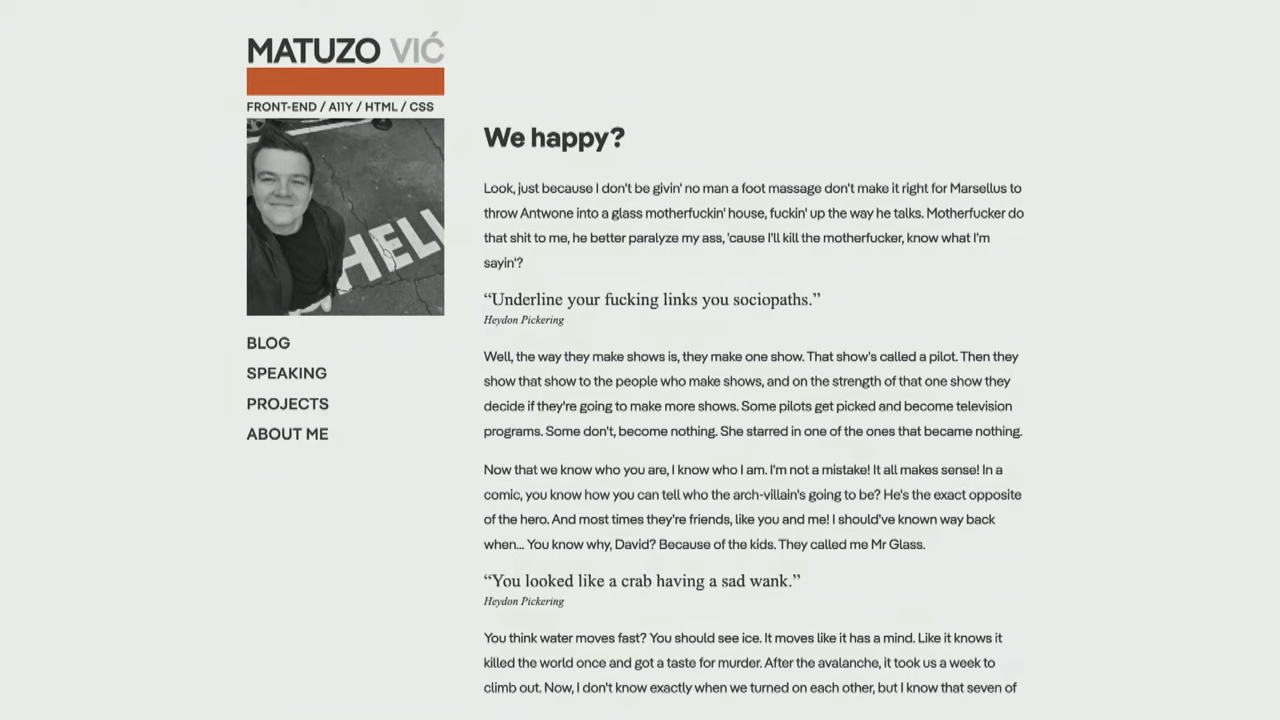 MATUZO VIĆ
FRONT-END / A11Y / HTML / CSS
HELL
BLOG
SPEAKING
PROJECTS
ABOUT ME
We happy?
Look, just because I don't be givin' no man a foot massage don't make it right for Marsellus to
throw Antwone into a glass motherfuckin' house, fuckin' up the way he talks. Motherfucker do
that shit to me, he better paralyze my ass, 'cause I'll kill the motherfucker, know what I'm
sayin'?
“Underline your fucking links you sociopaths.”
Heydon Pickering
Well, the way they make shows is, they make one show. That show's called a pilot. Then they
show that show to the people who make shows, and on the strength of that one show they
decide if they're going to make more shows. Some pilots get picked and become television
programs. Some don't, become nothing. She starred in one of the ones that became nothing.
Now that we know who you are, I know who I am. I'm not a mistake! It all makes sense! In a
comic, you know how you can tell who the arch-villain's going to be? He's the exact opposite
of the hero. And most times they're friends, like you and me! I should've known way back
when... You know why, David? Because of the kids. They called me Mr Glass.
“You looked like a crab having a sad wank.”
Heydon Pickering
You think water moves fast? You should see ice. It moves like it has a mind. Like it knows it
killed the world once and got a taste for murder. After the avalanche, it took us a week to
climb out. Now, I don't know exactly when we turned on each other, but I know that seven of